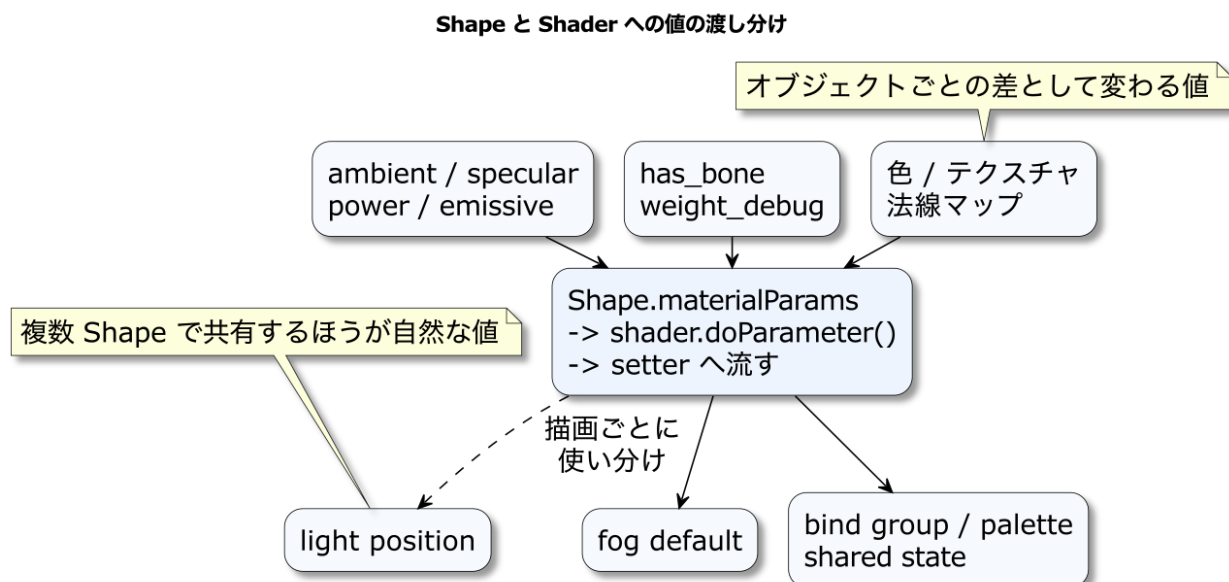 Shape と Shader への値の渡し分け
オブジェクトごとの差として変わる値
ambient / specular
power / emissive
has_bone
weight_debug
色 / テクスチャ
法線マップ
Shape.materialParams
-> shader.doParameter()
-> setter へ流す
複数 Shape で共有するほうが自然な値
描画ごとに
使い分け
light position
fog default
bind group / palette
shared state